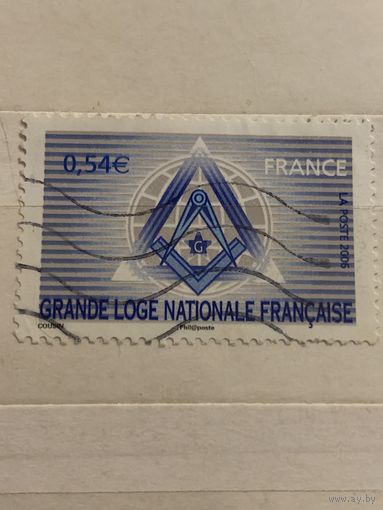 0,54€
FRANCE
LA POSTE 2006
G
GRANDE LOGE NATIONALE FRANÇAISE
COUSIN
Phil@poste
www.ay.by